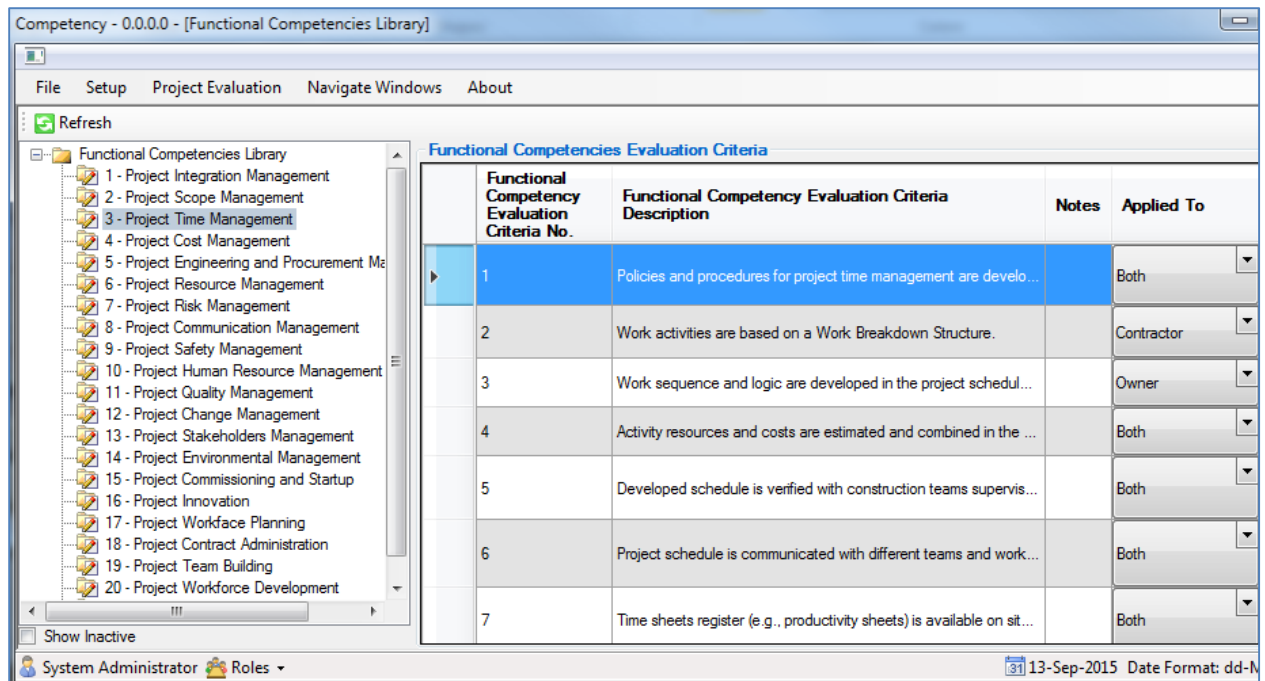 Competency - 0.0.0.0 - [Functional Competencies Library]
File Setup Project Evaluation Navigate Windows About
Refresh
Functional Competencies Library
1 - Project Integration Management
2 - Project Scope Management
3 - Project Time Management
4 - Project Cost Management
5 - Project Engineering and Procurement Ma
6 - Project Resource Management
7 - Project Risk Management
8 - Project Communication Management
9 - Project Safety Management
10 - Project Human Resource Management
11 - Project Quality Management
12 - Project Change Management
13 - Project Stakeholders Management
14 - Project Environmental Management
15 - Project Commissioning and Startup
16 - Project Innovation
17 - Project Workface Planning
18 - Project Contract Administration
19 - Project Team Building
20 - Project Workforce Development
Show Inactive
Functional Competencies Evaluation Criteria
Functional
Competency
Evaluation
Criteria No.
Functional Competency Evaluation Criteria
Description
Notes
Applied To
1 Policies and procedures for project time management are develo... Both
2 Work activities are based on a Work Breakdown Structure. Contractor
3 Work sequence and logic are developed in the project schedul... Owner
4 Activity resources and costs are estimated and combined in the ... Both
5 Developed schedule is verified with construction teams supervis... Both
6 Project schedule is communicated with different teams and work... Both
7 Time sheets register (e.g., productivity sheets) is available on sit... Both
System Administrator Roles 31 13-Sep-2015 Date Format: dd-M